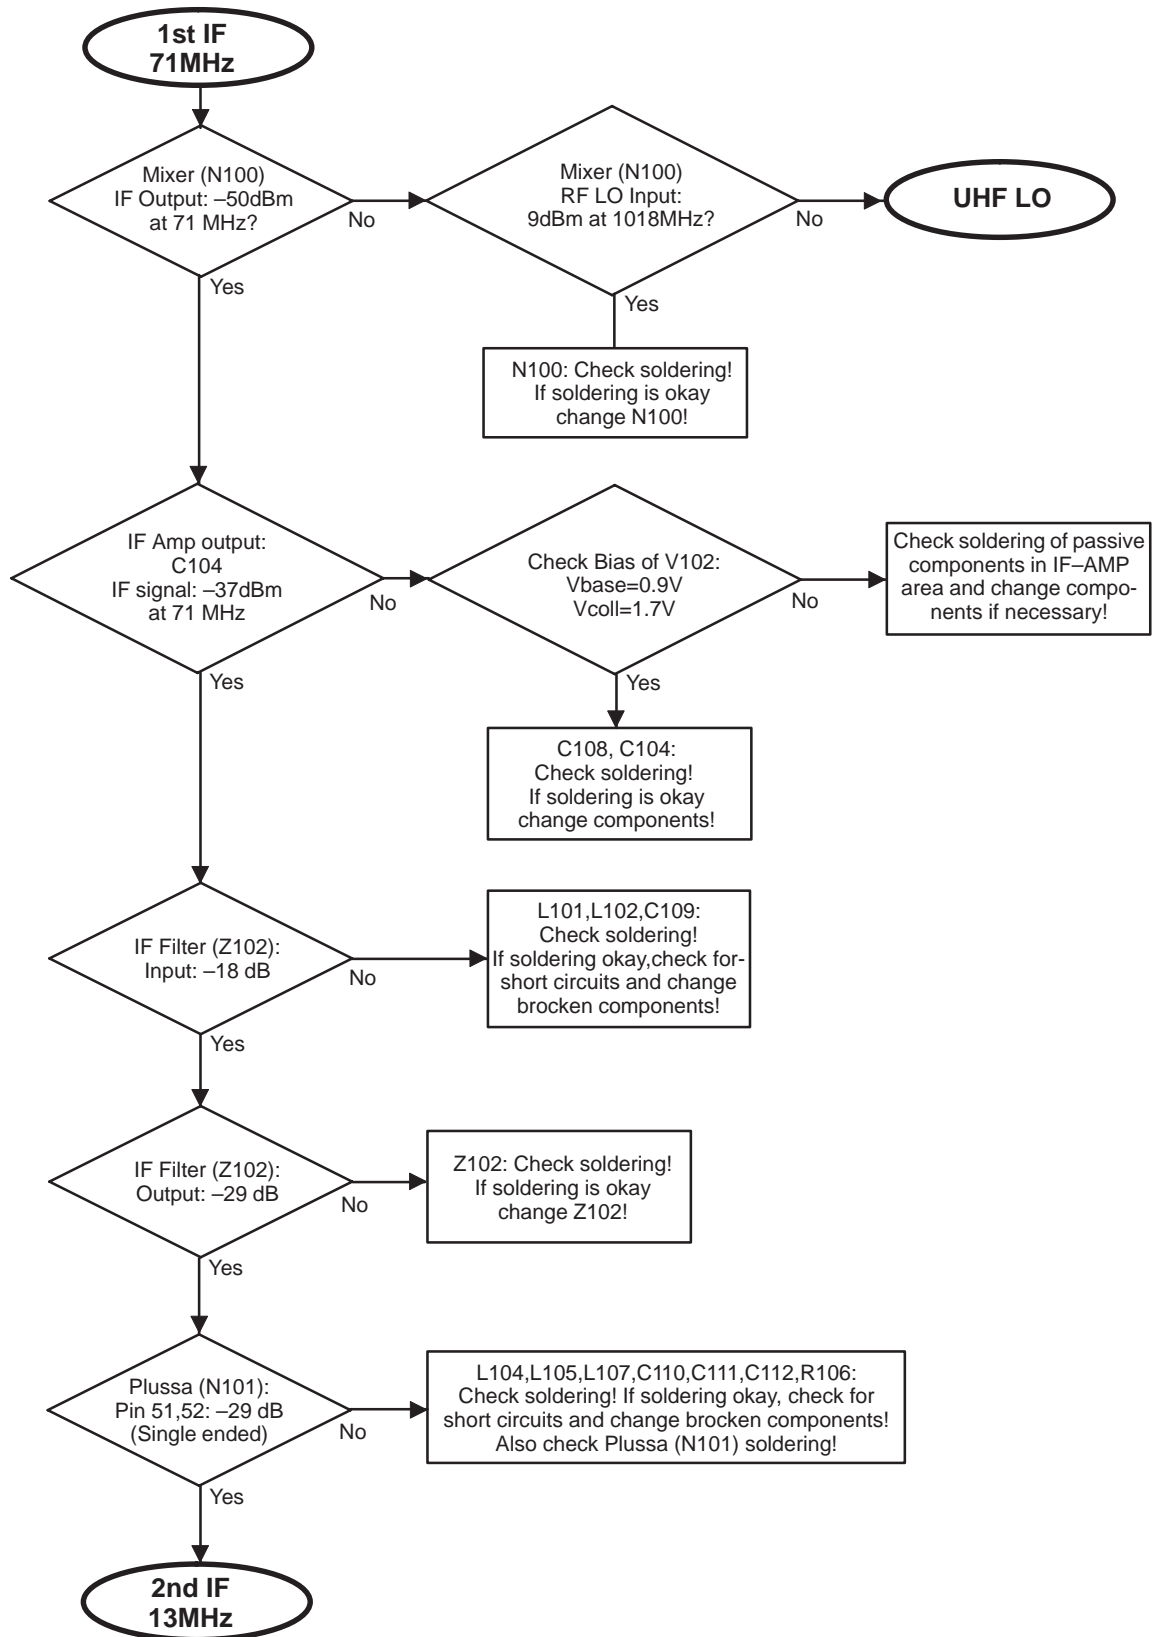 1st IF
71MHz
Mixer (N100)
IF Output: –50dBm
at 71 MHz?
No
Yes
Mixer (N100)
RF LO Input:
9dBm at 1018MHz?
No
Yes
UHF LO
N100: Check soldering!
If soldering is okay
change N100!
IF Amp output:
C104
IF signal: –37dBm
at 71 MHz
No
Yes
Check Bias of V102:
Vbase=0.9V
Vcoll=1.7V
No
Yes
Check soldering of passive
components in IF–AMP
area and change compo-
nents if necessary!
C108, C104:
Check soldering!
If soldering is okay
change components!
IF Filter (Z102):
Input: –18 dB
No
Yes
L101,L102,C109:
Check soldering!
If soldering okay,check for-
short circuits and change
brocken components!
IF Filter (Z102):
Output: –29 dB
No
Yes
Z102: Check soldering!
If soldering is okay
change Z102!
Plussa (N101):
Pin 51,52: –29 dB
(Single ended)
No
Yes
L104,L105,L107,C110,C111,C112,R106:
Check soldering! If soldering okay, check for
short circuits and change brocken components!
Also check Plussa (N101) soldering!
2nd IF
13MHz